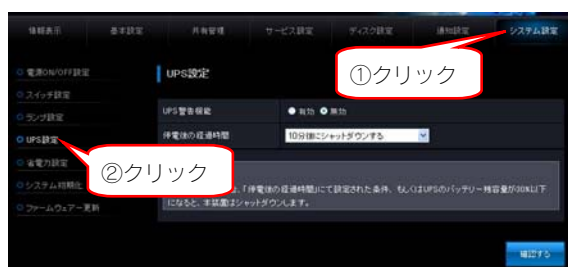 情報表示 基本設定 共有管理 サービス設定 ディスク設定 通知設定 システム設定
電源ON/OFF設定
UPS設定
①クリック
スイッチ設定
ランプ設定
UPS警告機能 有効 無効
UPS設定
停電後の経過時間 10分後にシャットダウンする
省電力設定
②クリック
は、「停電後の経過時間」にて設定された条件、もしくはUPSのバッテリー残容量が30%以下
システム初期化
になると、本装置はシャットダウンします。
ファームウェアー更新
確認する